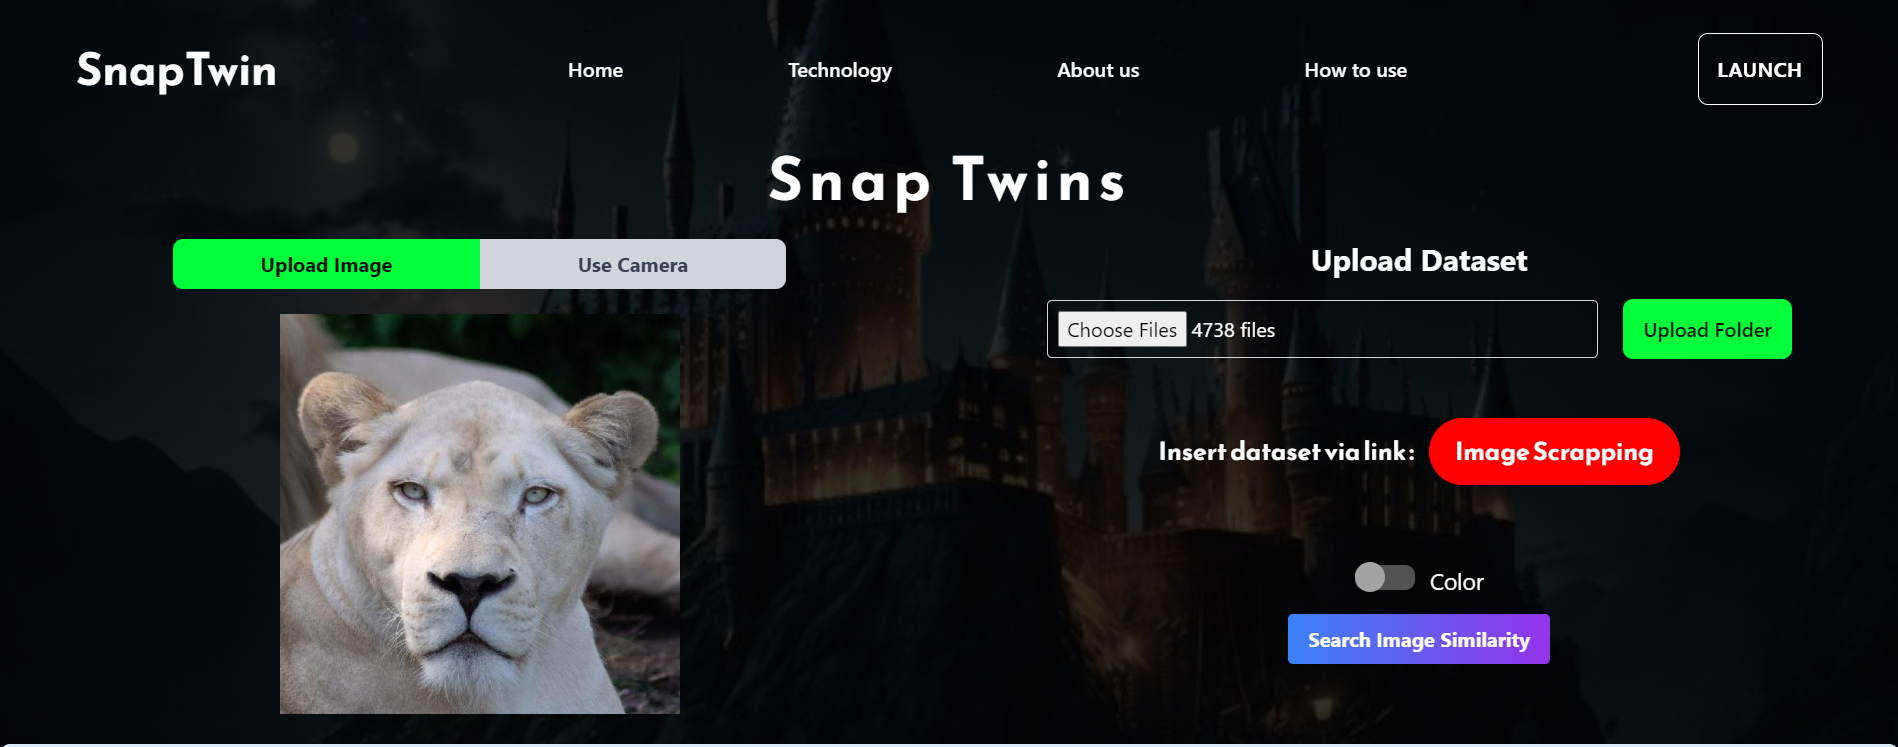 SnapTwin
Home
Technology
About us
How to use
LAUNCH
Snap Twins
Upload Image
Use Camera
Upload Dataset
Choose Files 4738 files
Upload Folder
Insert dataset via link :
Image Scrapping
Color
Search Image Similarity